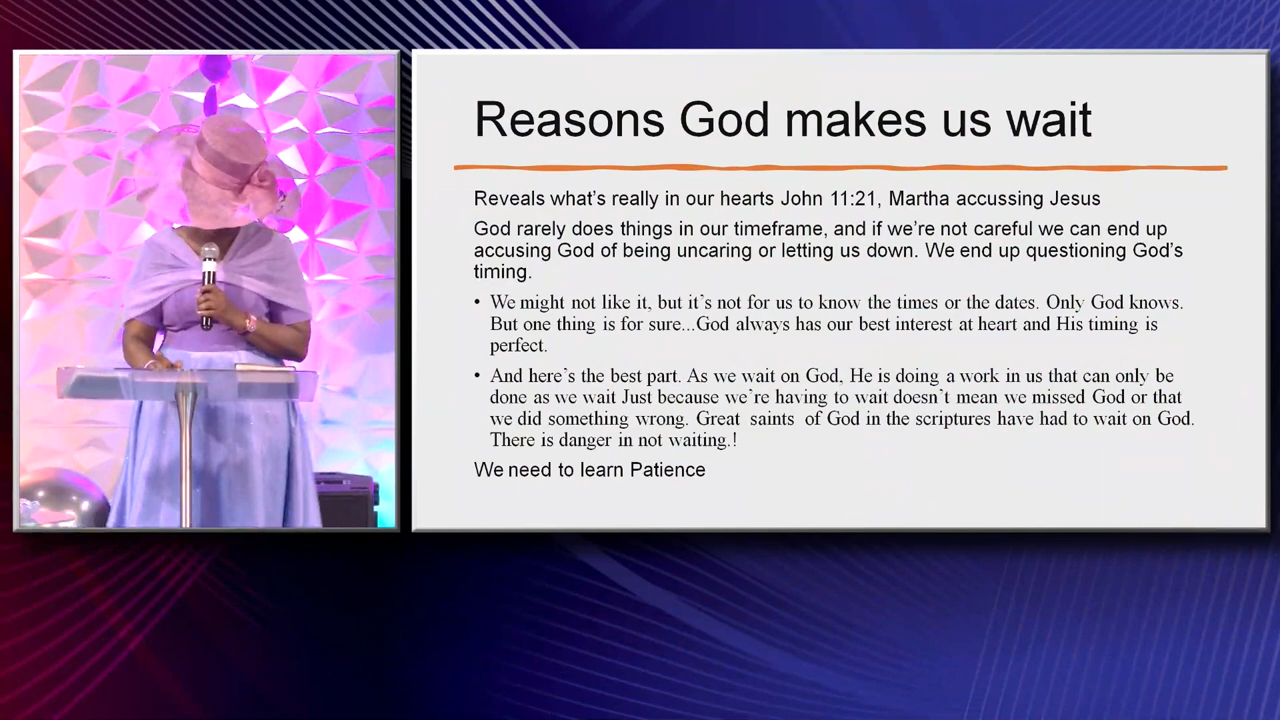 Reasons God makes us wait
Reveals what's really in our hearts John 11:21, Martha accussing Jesus
God rarely does things in our timeframe, and if we're not careful we can end up
accusing God of being uncaring or letting us down. We end up questioning God's
timing.
• We might not like it, but it's not for us to know the times or the dates. Only God knows.
But one thing is for sure...God always has our best interest at heart and His timing is
perfect.
• And here's the best part. As we wait on God, He is doing a work in us that can only be
done as we wait Just because we're having to wait doesn't mean we missed God or that
we did something wrong. Great saints of God in the scriptures have had to wait on God.
There is danger in not waiting.!
We need to learn Patience